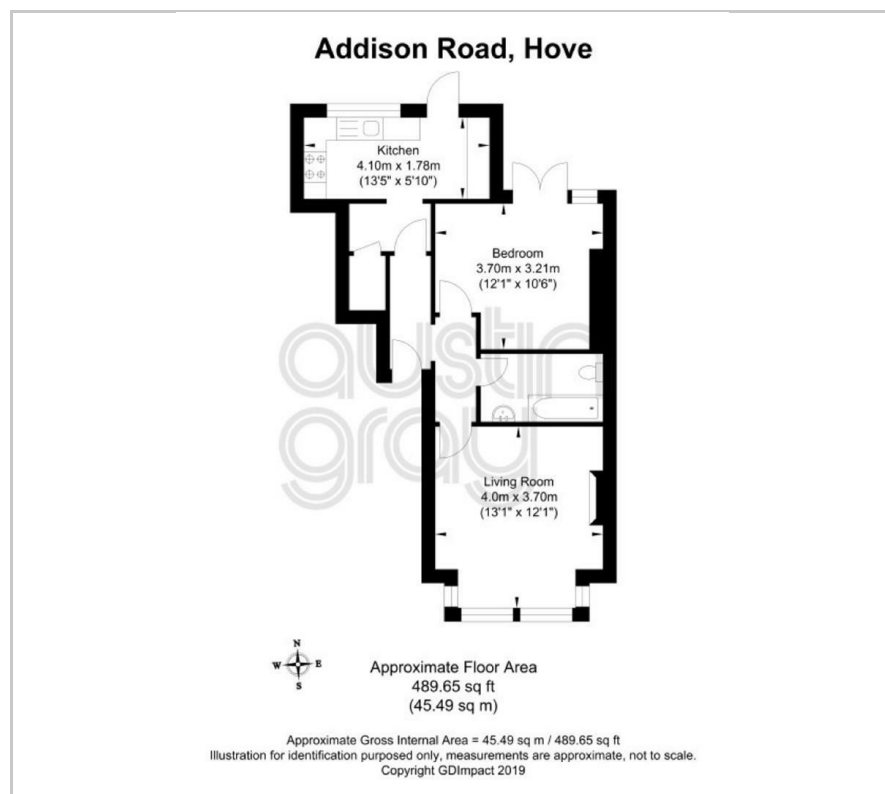 Addison Road, Hove
Kitchen
4.10m x 1.78m
(13'5" x 5'10")
Bedroom
3.70m x 3.21m
(12'1" x 10'6")
austin
gray
Living Room
4.0m x 3.70m
(13'1" x 12'1")
N
W E
S
Approximate Floor Area
489.65 sq ft
(45.49 sq m)
Approximate Gross Internal Area = 45.49 sq m / 489.65 sq ft
Illustration for identification purposed only, measurements are approximate, not to scale.
Copyright GDImpact 2019